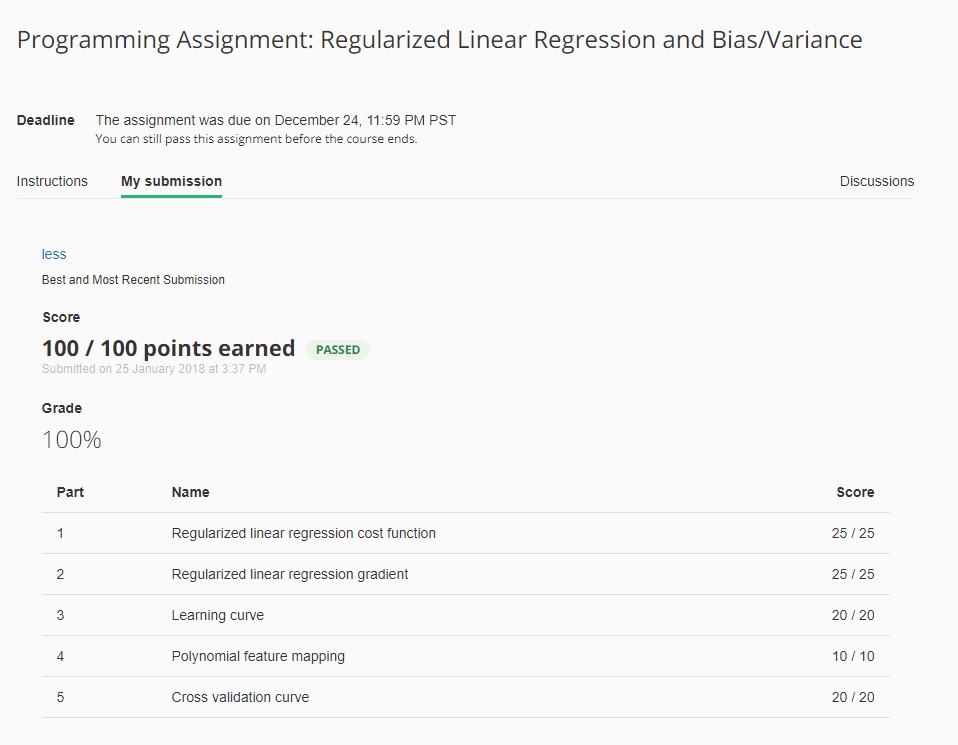 Programming Assignment: Regularized Linear Regression and Bias/Variance
Deadline The assignment was due on December 24, 11:59 PM PST
You can still pass this assignment before the course ends.
Instructions My submission Discussions
less
Best and Most Recent Submission
Score
100 / 100 points earned PASSED
Submitted on 25 January 2018 at 3:37 PM
Grade
100%
Part Name Score
1 Regularized linear regression cost function 25 / 25
2 Regularized linear regression gradient 25 / 25
3 Learning curve 20 / 20
4 Polynomial feature mapping 10 / 10
5 Cross validation curve 20 / 20